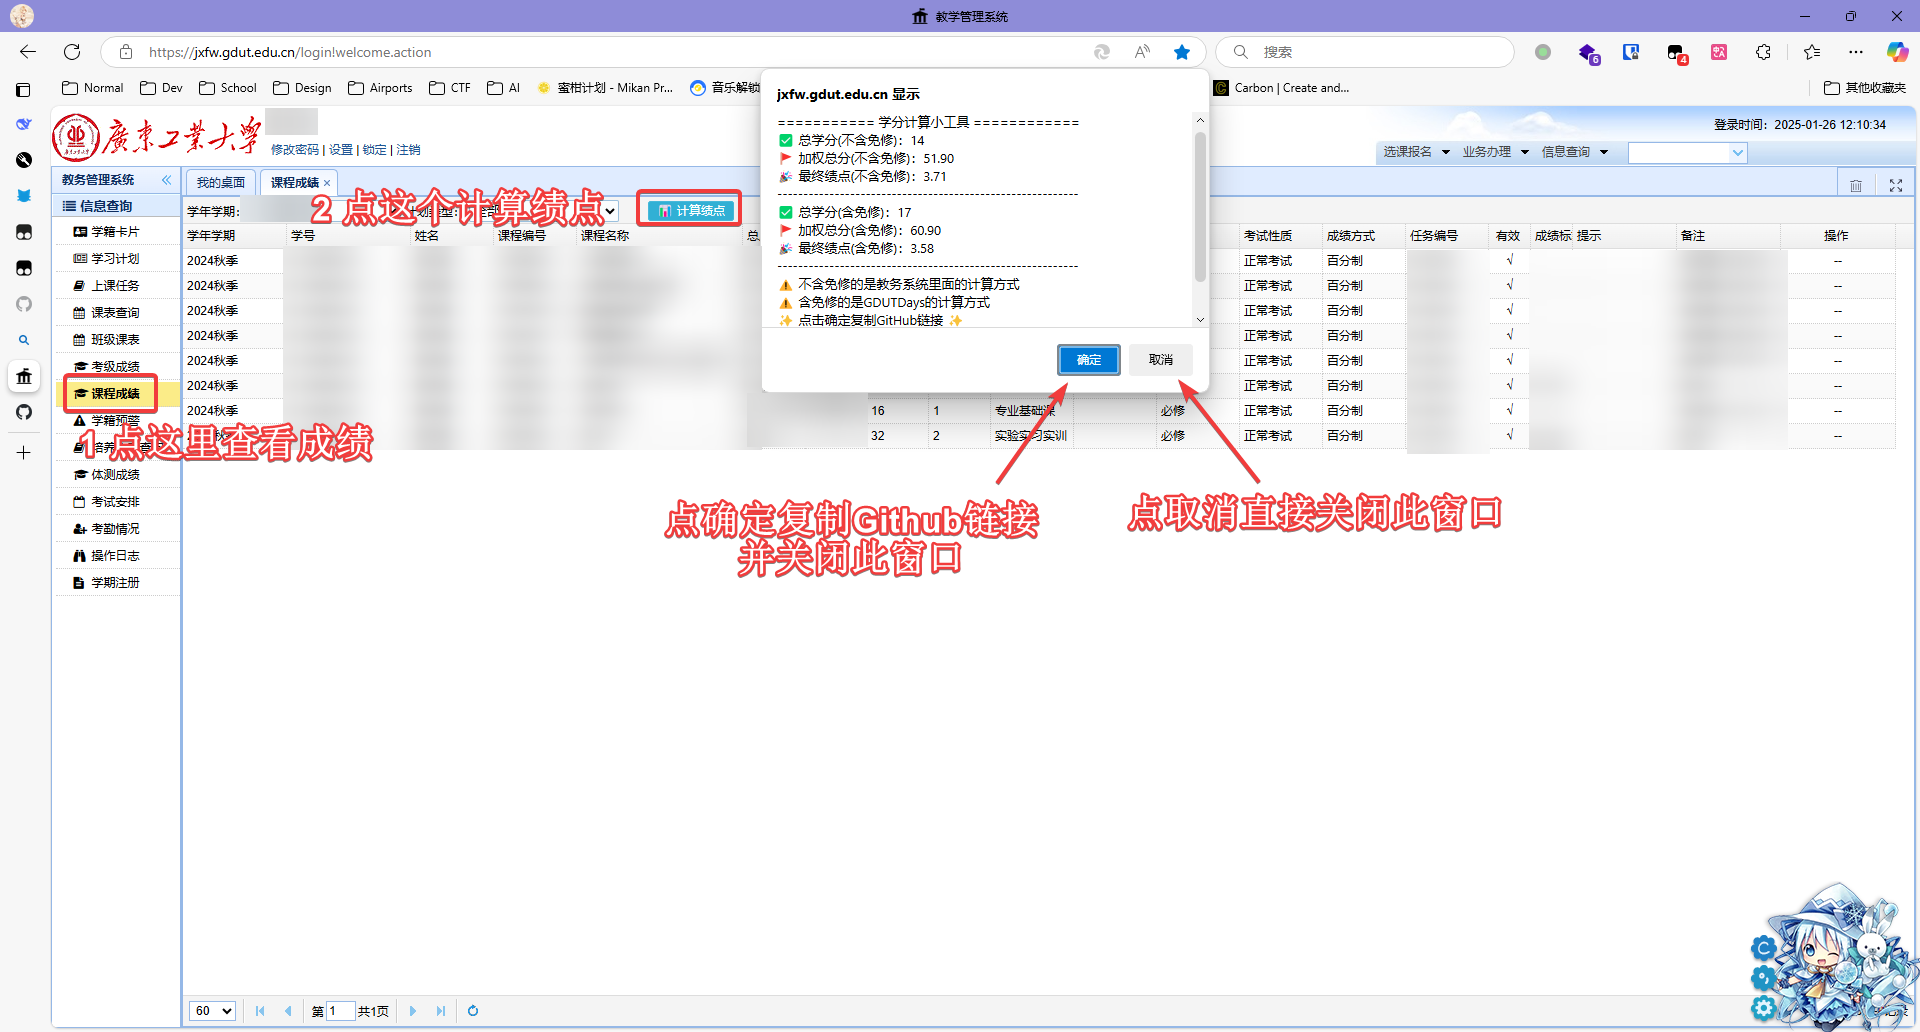 教学管理系统
https://jxfw.gdut.edu.cn/login!welcome.action
搜索
6
4
Normal
Dev
School
Design
Airports
CTF
AI
蜜柑计划 - Mikan Pr...
音乐解锁
Carbon | Create and...
其他收藏夹
廣東工業大學
修改密码 | 设置 | 锁定 | 注销
登录时间：2025-01-26 12:10:34
选课报名
业务办理
信息查询
教务管理系统
我的桌面
课程成绩
信息查询
学籍卡片
学习计划
上课任务
课表查询
班级课表
考级成绩
课程成绩
学籍预警
体测成绩
考试安排
考勤情况
操作日志
学期注册
学年学期:
2 点这个计算绩点
计算绩点
1 点这里查看成绩
学年学期 学号 姓名 课程编号 课程名称 总
考试性质 成绩方式 任务编号 有效 成绩标 提示 备注 操作
2024秋季 正常考试 百分制 √ --
2024秋季 正常考试 百分制 √ --
2024秋季 正常考试 百分制 √ --
2024秋季 正常考试 百分制 √ --
2024秋季 正常考试 百分制 √ --
2024秋季 正常考试 百分制 √ --
2024秋季 16 1 专业基础课 必修 正常考试 百分制 √ --
秋季 32 2 实验实习实训 必修 正常考试 百分制 √ --
jxfw.gdut.edu.cn 显示
=========== 学分计算小工具 ============
✅ 总学分(不含免修)：14
🚩 加权总分(不含免修)：51.90
🎉 最终绩点(不含免修)：3.71
------------------------------------------------------
✅ 总学分(含免修)：17
🚩 加权总分(含免修)：60.90
🎉 最终绩点(含免修)：3.58
------------------------------------------------------
⚠️ 不含免修的是教务系统里面的计算方式
⚠️ 含免修的是GDUTDays的计算方式
✨ 点击确定复制GitHub链接 ✨
确定
取消
点确定复制Github链接
并关闭此窗口
点取消直接关闭此窗口
60
第 1 共1页